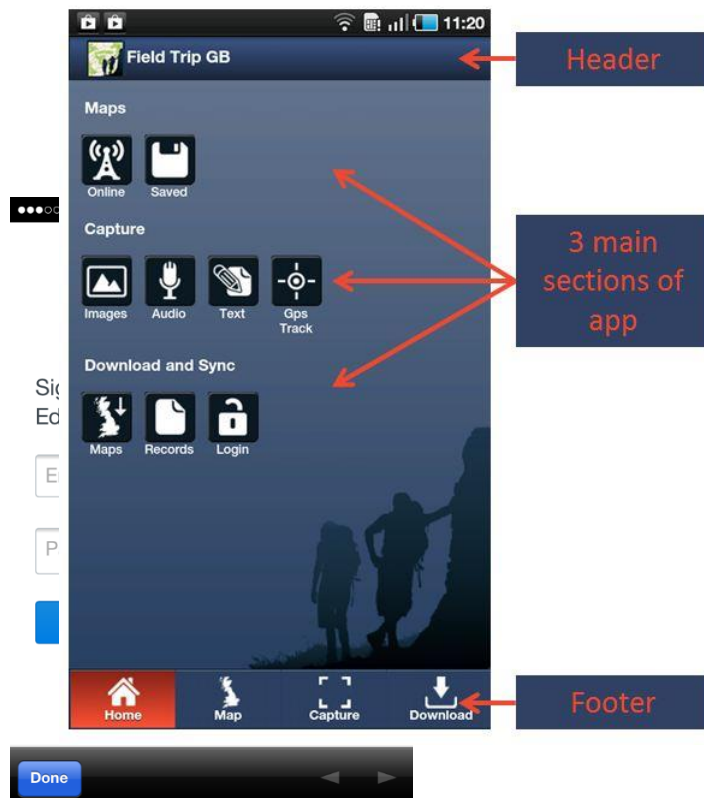 11:20
Field Trip GB
Header
Maps
Online Saved
Capture
3 main
sections of
app
Images Audio Text Gps
Track
Download and Sync
Maps Records Login
Home Map Capture Download
Footer
Done